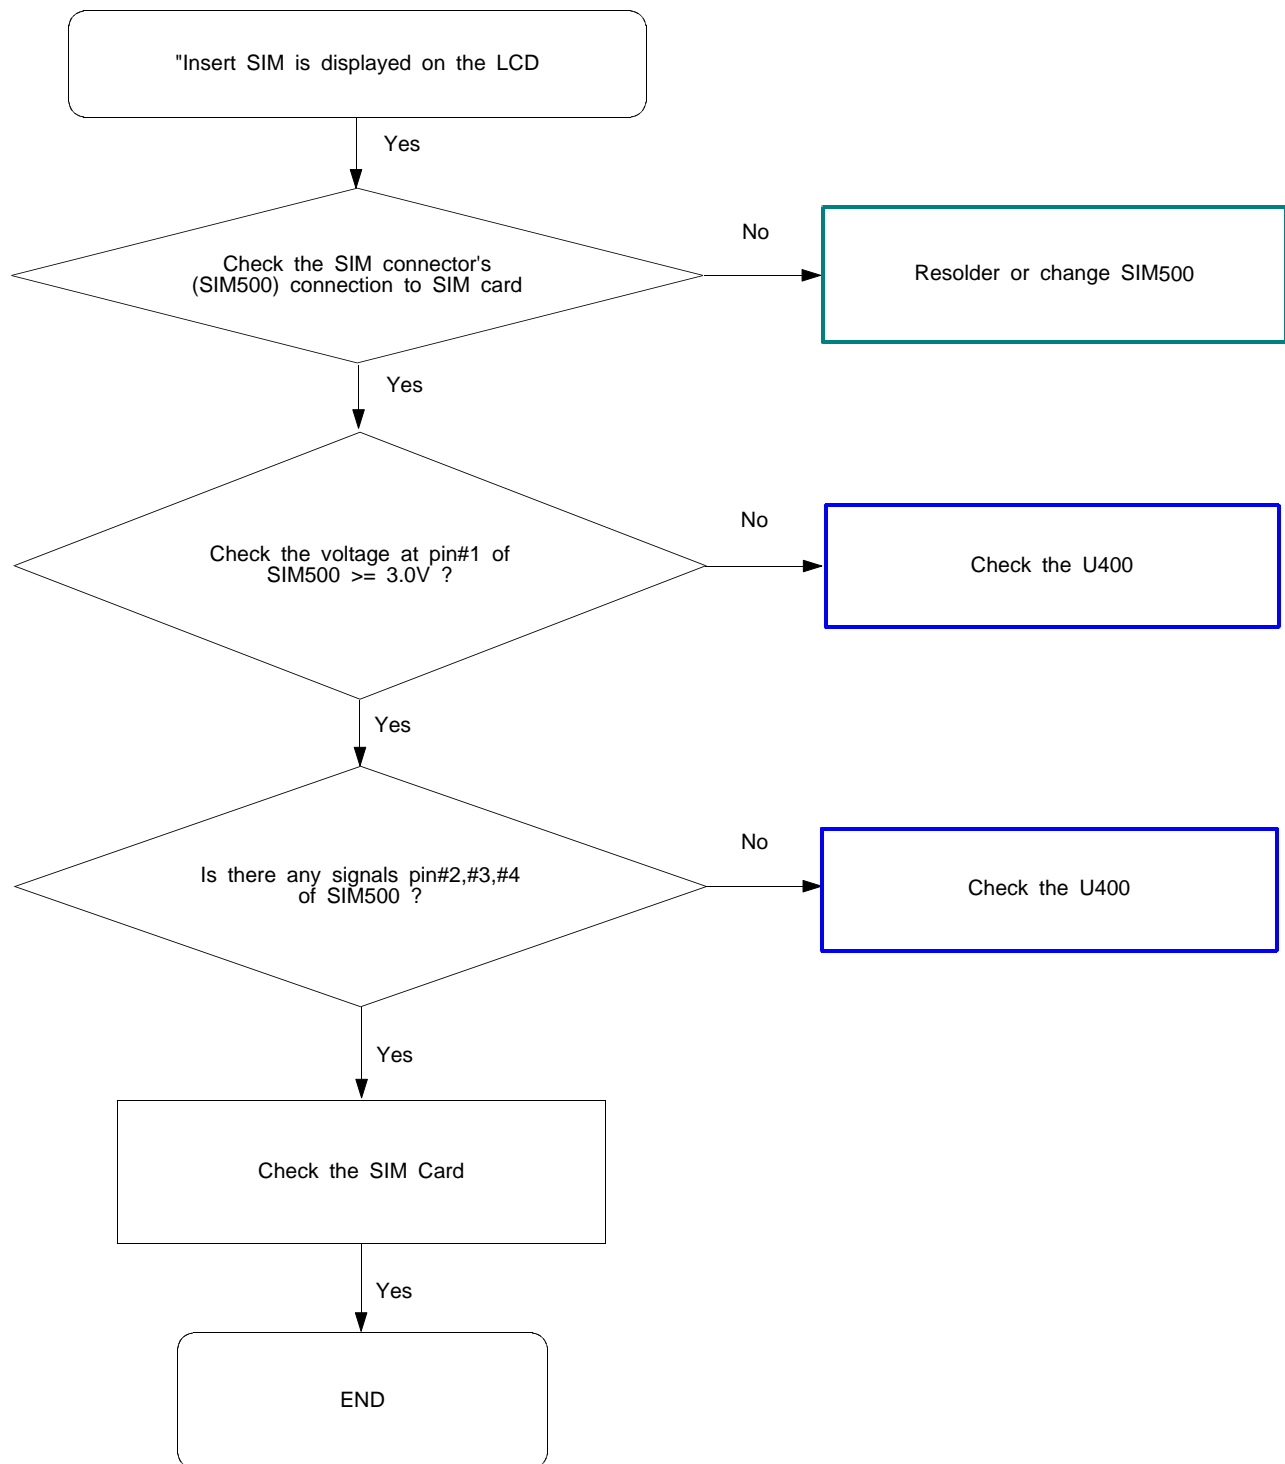 "Insert SIM is displayed on the LCD
Yes
Check the SIM connector's
(SIM500) connection to SIM card
No
Resolder or change SIM500
Yes
Check the voltage at pin#1 of
SIM500 >= 3.0V ?
No
Check the U400
Yes
Is there any signals pin#2,#3,#4
of SIM500 ?
No
Check the U400
Yes
Check the SIM Card
Yes
END